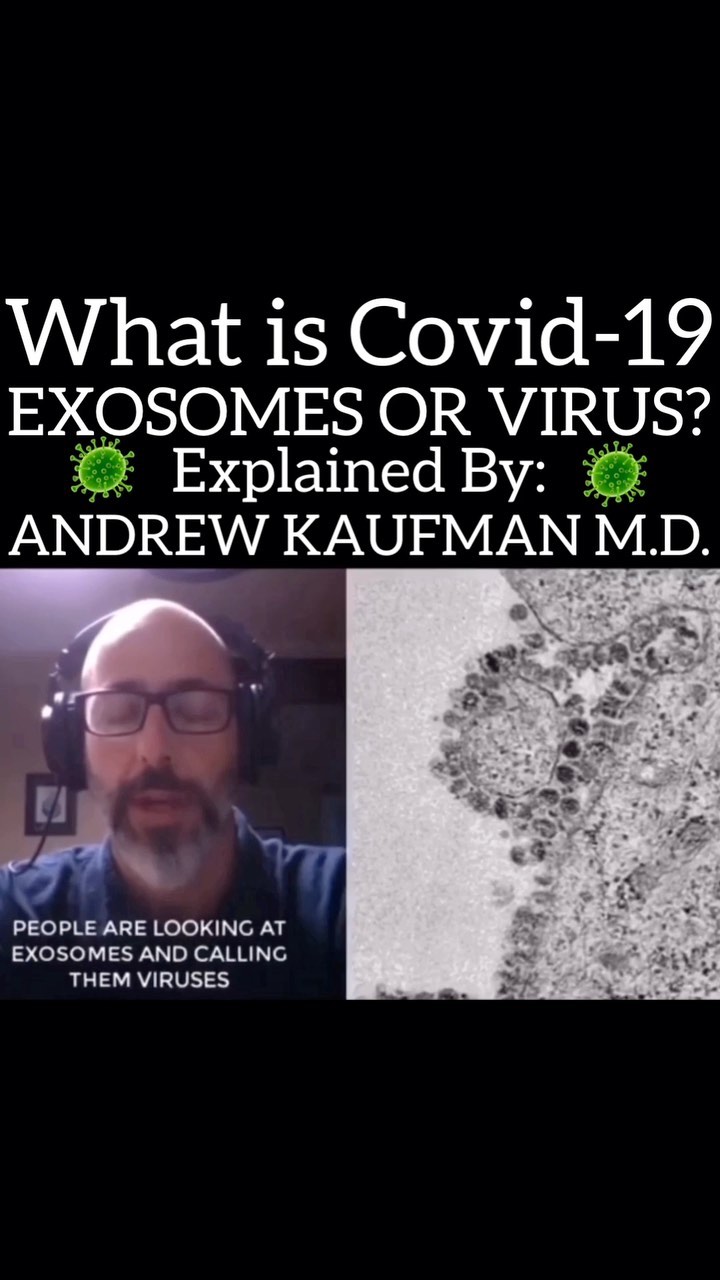 What is Covid-19
EXOSOMES OR VIRUS?
Explained By:
ANDREW KAUFMAN M.D.
PEOPLE ARE LOOKING AT
EXOSOMES AND CALLING
THEM VIRUSES